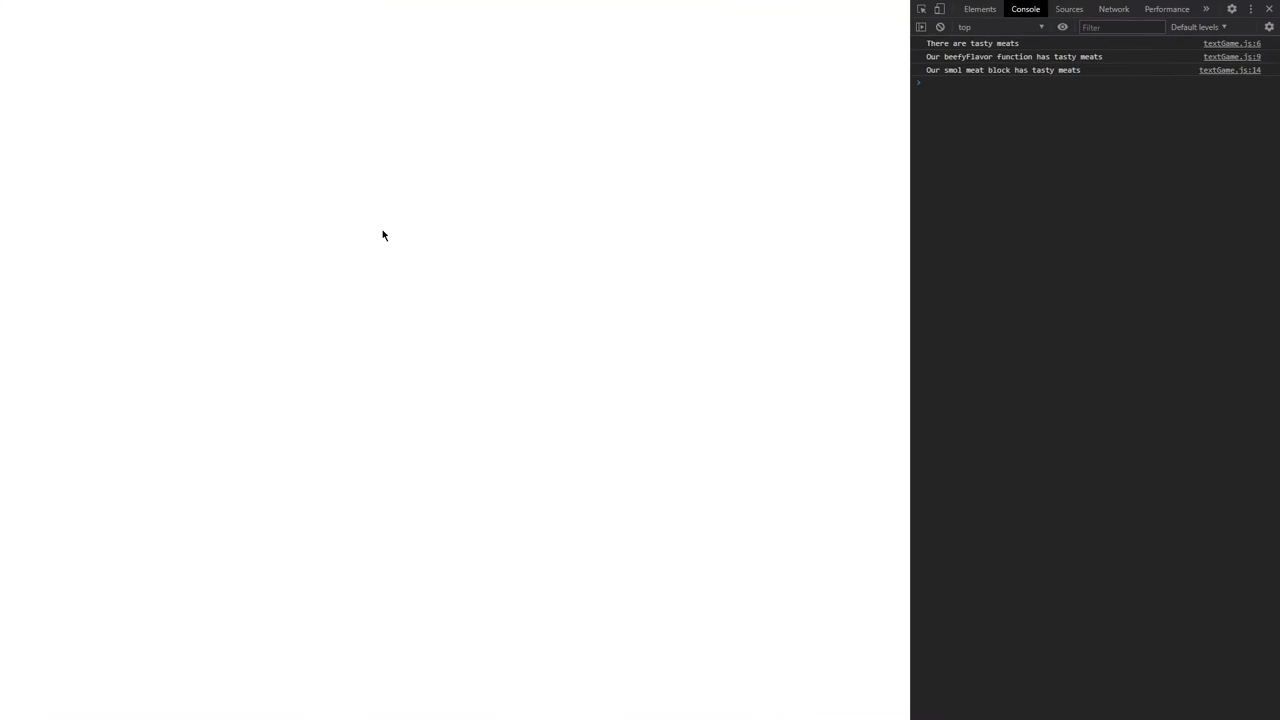 Elements Console Sources Network Performance »
top Filter Default levels
There are tasty meats textGame.js:6
Our beefyFlavor function has tasty meats textGame.js:9
Our smol meat block has tasty meats textGame.js:14